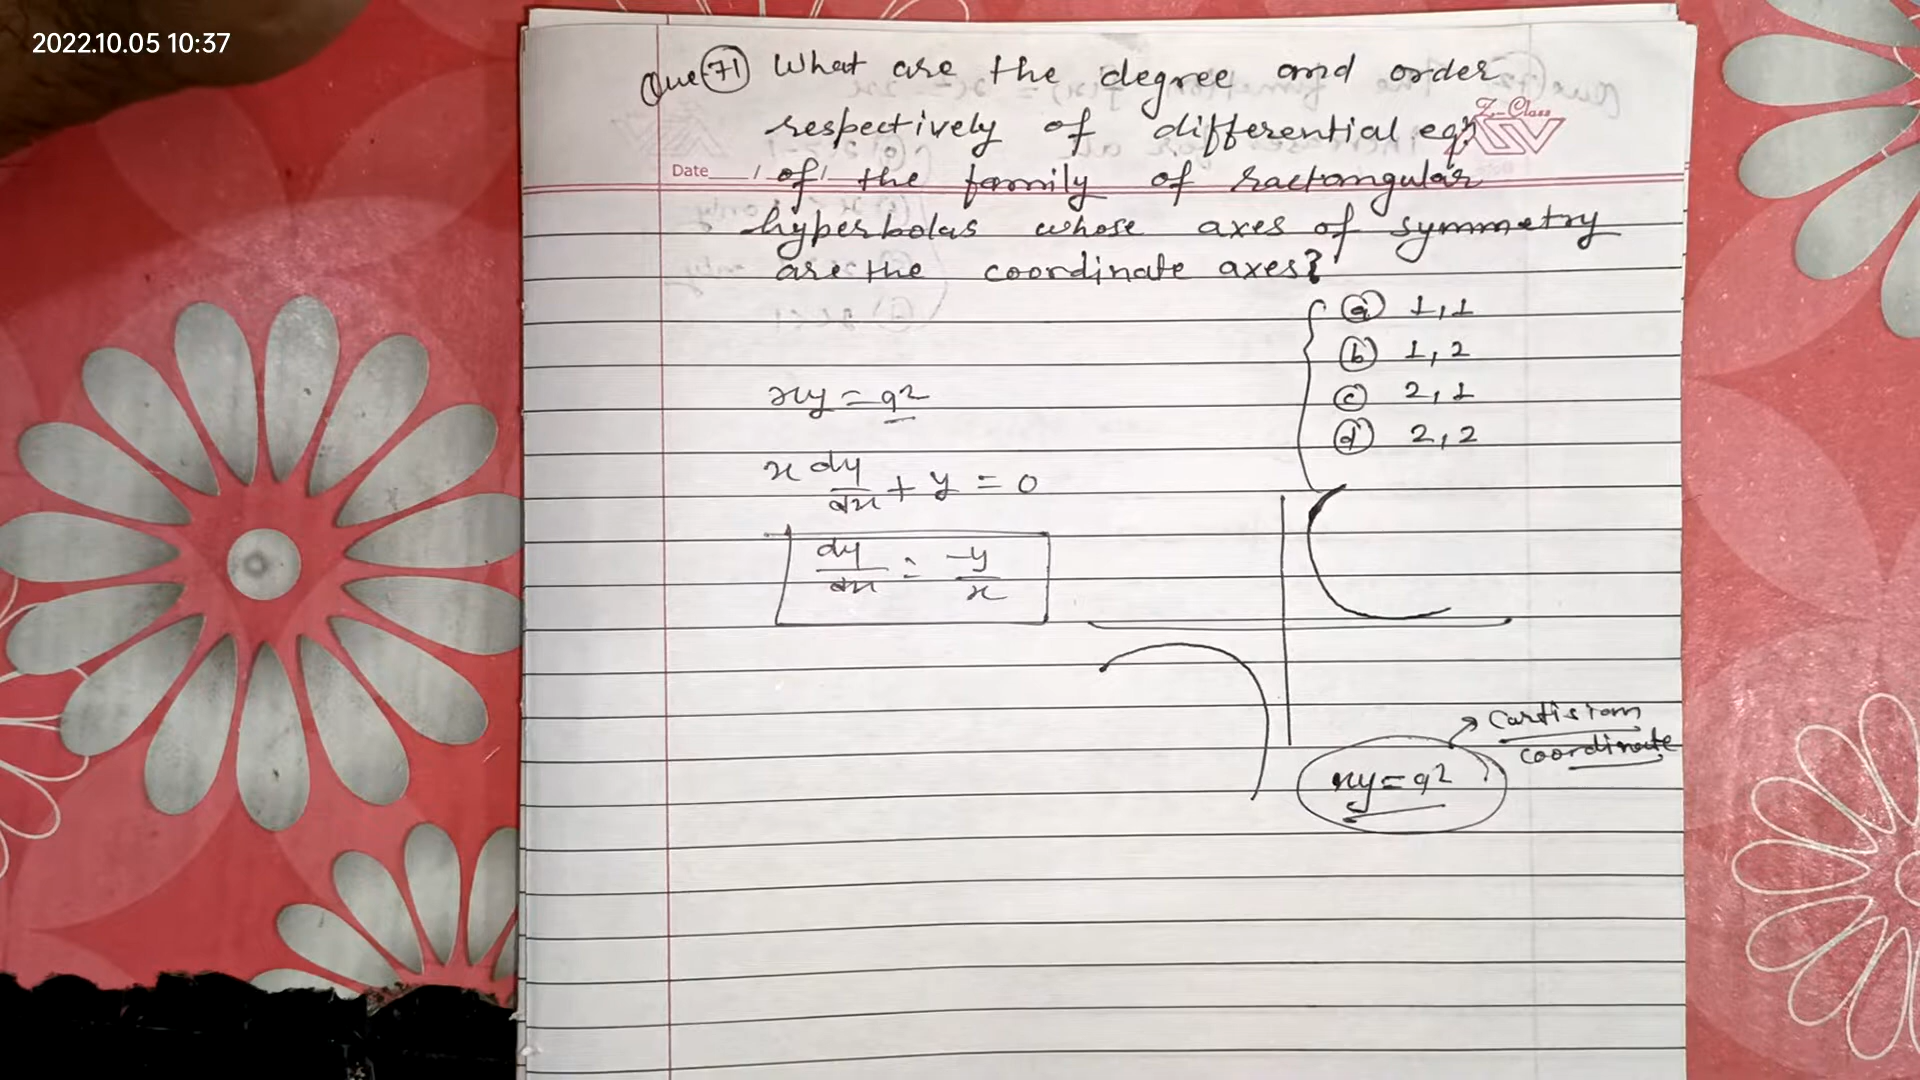 2022.10.05 10:37
Que 71 What are the degree and order
respectively of differential eqn
Z-Class
Date / /
of the family of ractangular
hyperbolas whose axes of symmetry
are the coordinate axes?
(a) 1,1
(b) 1,2
(c) 2,1
(d) 2,2
xy = a²
x dy/dx + y = 0
dy/dx = -y/x
Cartisian
coordinate
xy = a²